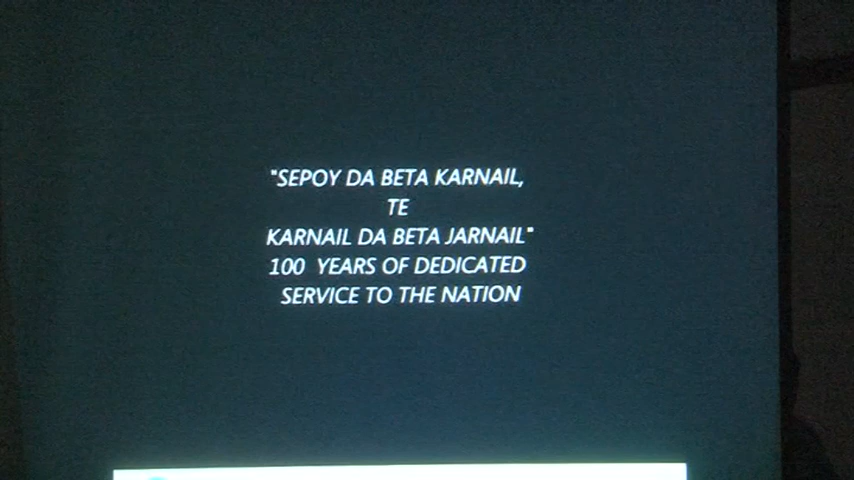 "SEPOY DA BETA KARNAIL,
TE
KARNAIL DA BETA JARNAIL"
100 YEARS OF DEDICATED
SERVICE TO THE NATION